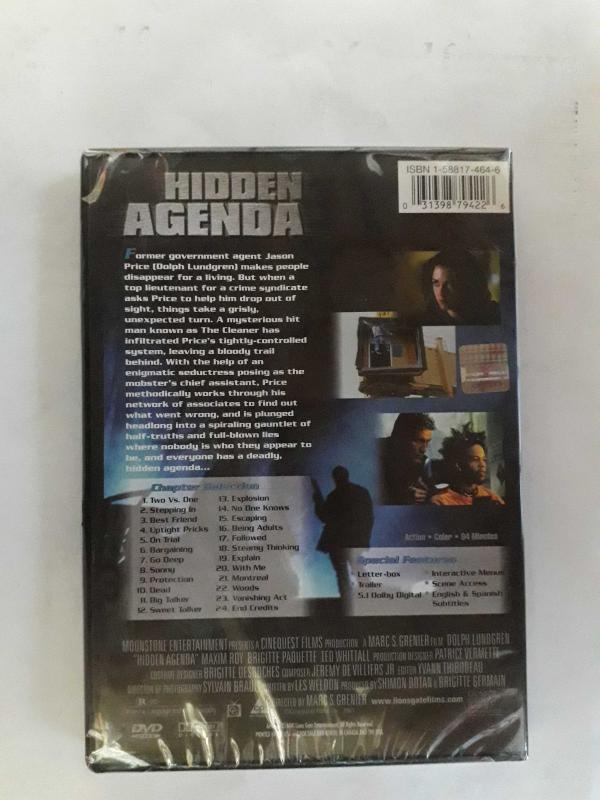 ISBN 1-58817-464-6
0 31398 79422 6
HIDDEN
AGENDA
Former government agent Jason
Price (Dolph Lundgren) makes people
disappear for a living. But when a
top lieutenant for a crime syndicate
asks Price to help him drop out of
sight, things take a grisly,
unexpected turn. A mysterious hit
man known as The Cleaner has
infiltrated Price's tightly-controlled
system, leaving a bloody trail
behind. With the help of an
enigmatic seductress posing as the
mobster's chief assistant, Price
methodically works through his
network of associates to find out
what went wrong, and is plunged
headlong into a spiraling gauntlet of
half-truths and full-blown lies
where nobody is who they appear to
be, and everyone has a deadly,
hidden agenda...
Chapter Selection
1. Two Vs. One
2. Stepping In
3. Best Friend
4. Uptight Pricks
5. On Trial
6. Bargaining
7. Go Deep
8. Sonny
9. Protection
10. Dead
11. Big Talker
12. Sweet Talker
13. Explosion
14. No One Knows
15. Escaping
16. Being Adults
17. Followed
18. Steamy Thinking
19. Explain
20. With Me
21. Montreal
22. Woods
23. Vanishing Act
24. End Credits
Action • Color • 94 Minutes
Special Features
* Letter-box
* Trailer
5.1 Dolby Digital
* Interactive Menus
* Scene Access
* English & Spanish
Subtitles
MOONSTONE ENTERTAINMENT PRESENTS A CINEQUEST FILMS PRODUCTION A MARC S. GRENIER FILM DOLPH LUNDGREN
"HIDDEN AGENDA" MAXIM ROY BRIGITTE PAQUETTE TED WHITTALL PRODUCTION DESIGNER PATRICE VERMETTE
COSTUME DESIGNER BRIGITTE DESROCHES COMPOSER JEREMY DE VILLIERS JR EDITOR YVANN THIBODEAU
DIRECTOR OF PHOTOGRAPHY SYLVAIN WRITTEN BY LES WELDON PRODUCED BY SHIMON DOTAN & BRIGITTE GERMAIN
DIRECTED BY MARC S. GRENIER
www.lionsgatefilms.com
R
DVD